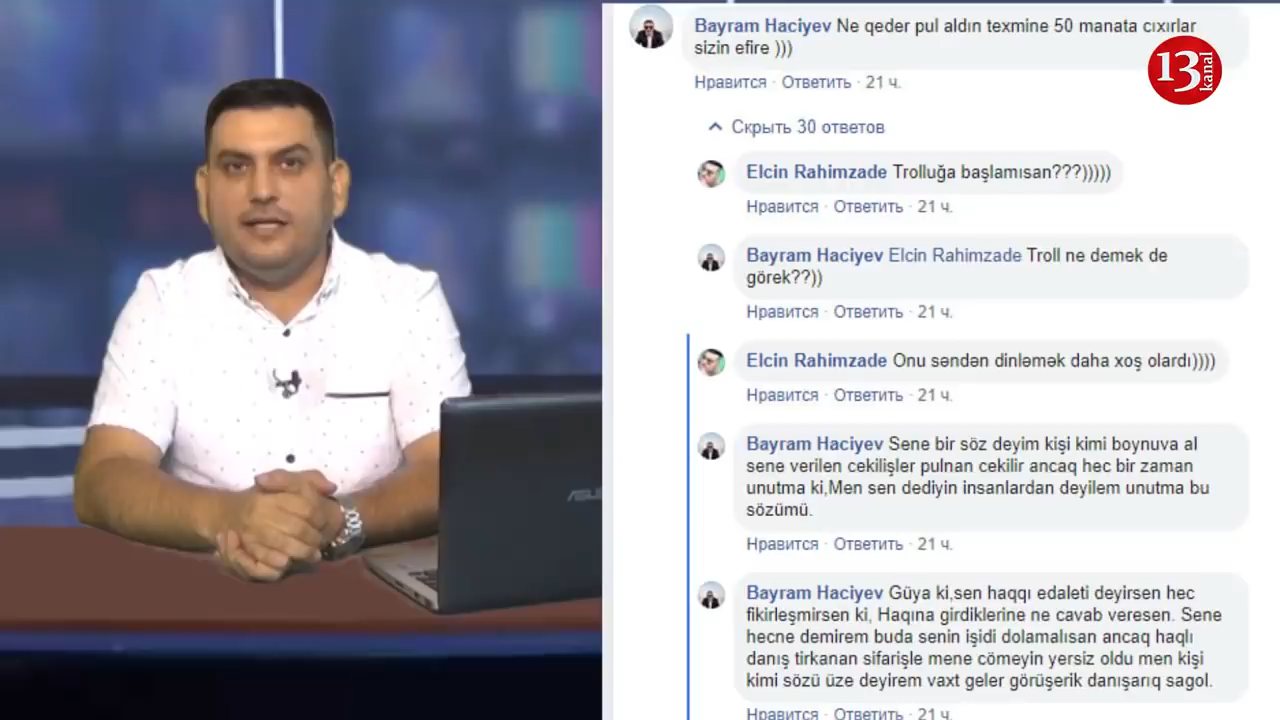 Bayram Haciyev Ne qeder pul aldın texmine 50 manata cıxırlar
sizin efire )))
Нравится · Ответить · 21 ч.
13 kanal
Скрыть 30 ответов
Elcin Rahimzade Trolluğa başlamısan???)))))
Нравится · Ответить · 21 ч.
Bayram Haciyev Elcin Rahimzade Troll ne demek de
görek??))
Нравится · Ответить · 21 ч.
Elcin Rahimzade Onu səndən dinləmək daha xoş olardı))))
Нравится · Ответить · 21 ч.
Bayram Haciyev Sene bir söz deyim kişi kimi boynuva al
sene verilen cekilişler pulnan cekilir ancaq hec bir zaman
unutma ki,Men sen dediyin insanlardan deyilem unutma bu
sözümü.
Нравится · Ответить · 21 ч.
Bayram Haciyev Güya ki,sen haqqı edaleti deyirsen hec
fikirleşmirsen ki, Haqına girdiklerine ne cavab veresen. Sene
hecne demirem buda senin işidi dolamalısan ancaq haqlı
danış tirkanan sifarişle mene cömeyin yersiz oldu men kişi
kimi sözü üze deyirem vaxt geler görüşerik danışarıq sagol.
Нравится · Ответить · 21 ч.
ASUS